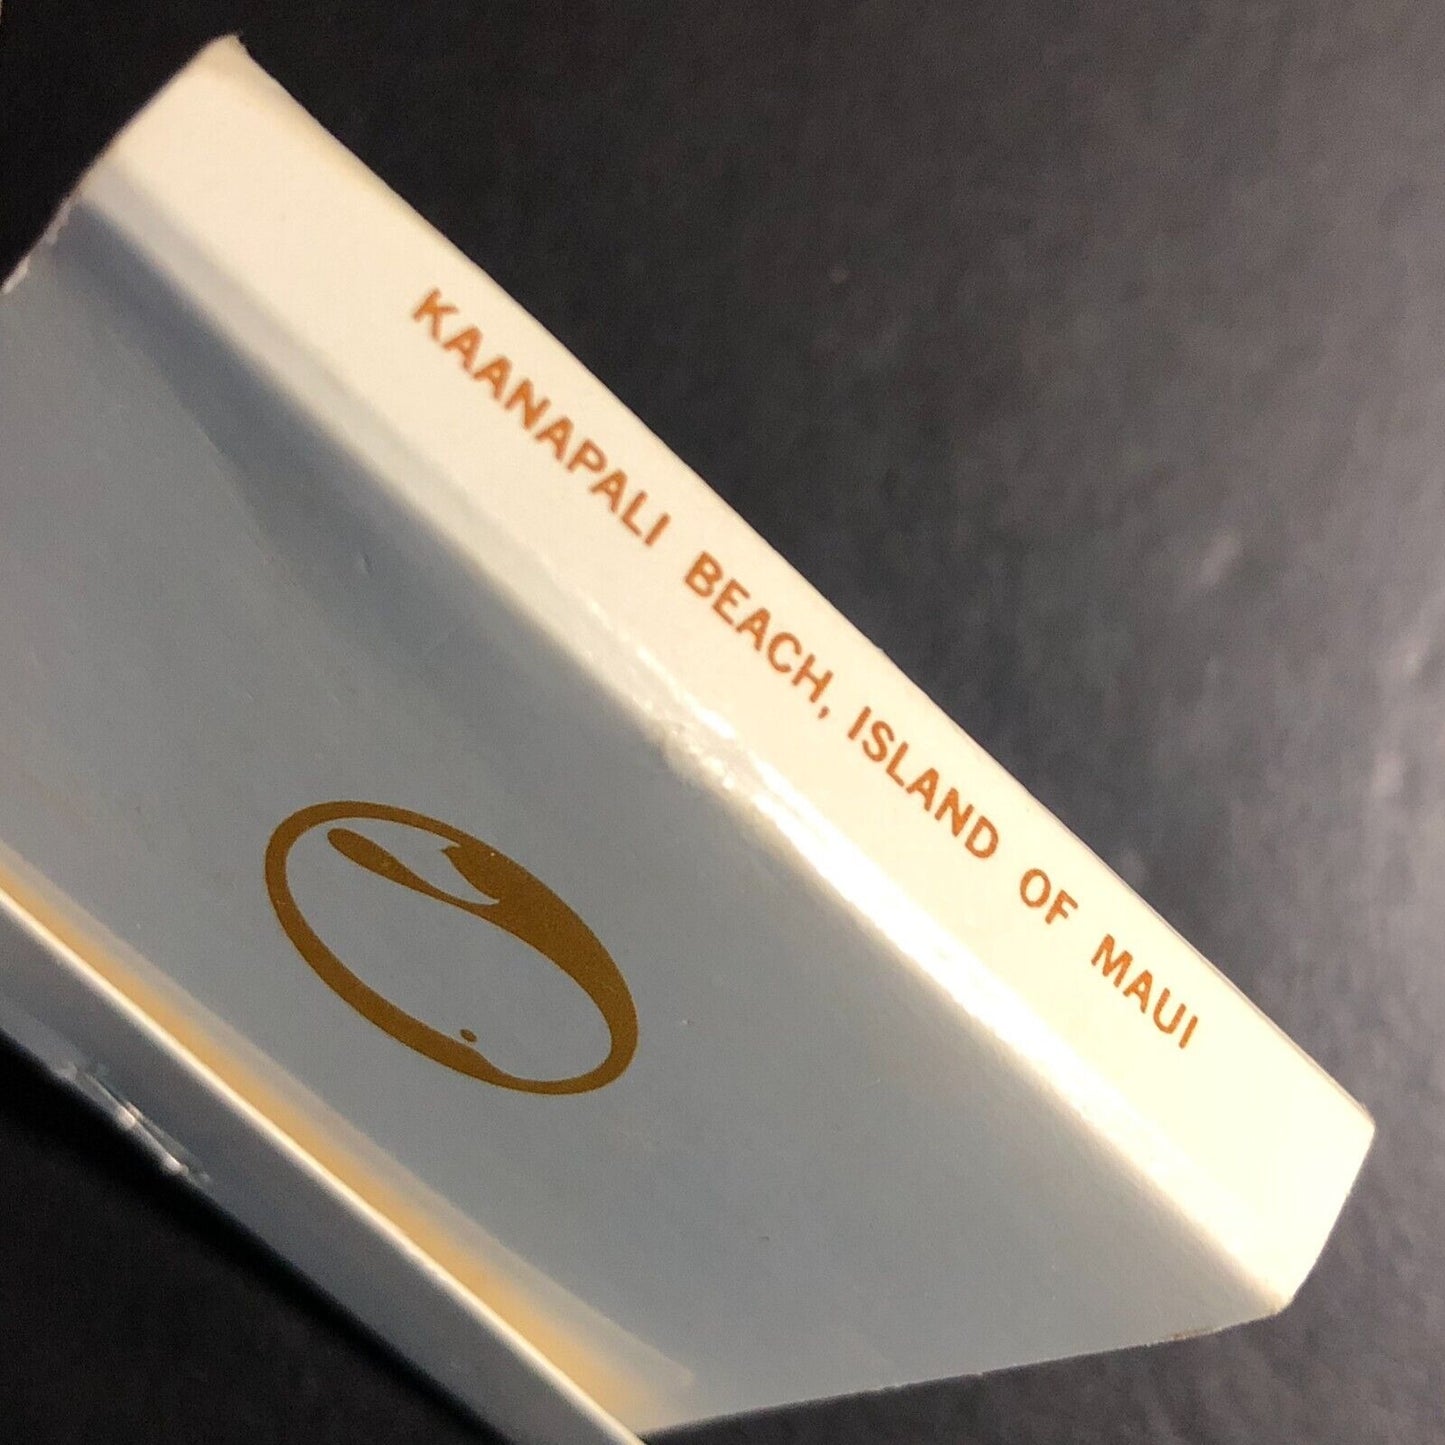 KAANAPALI BEACH, ISLAND OF MAUI